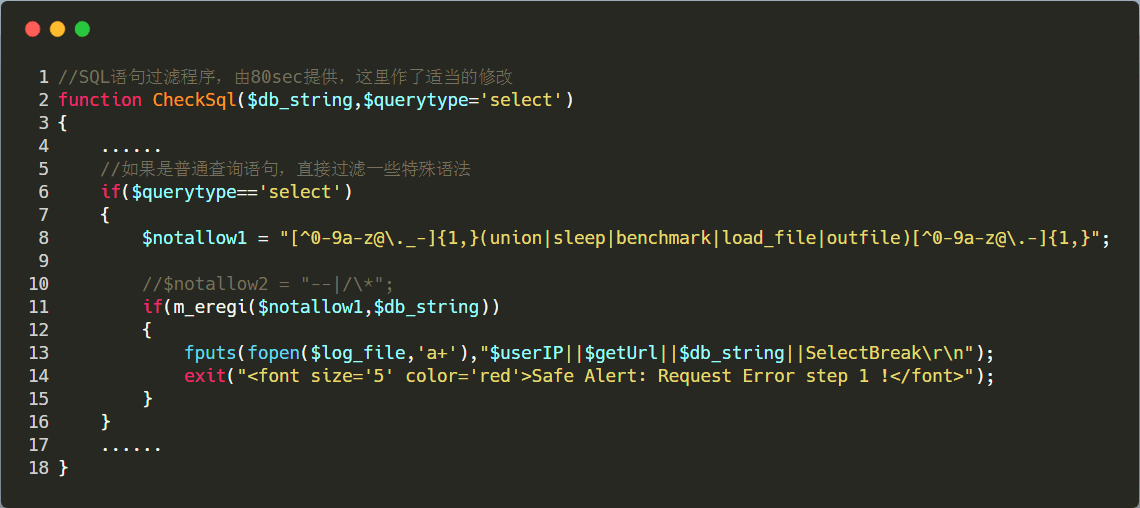 1 //SQL语句过滤程序，由80sec提供，这里作了适当的修改
2 function CheckSql($db_string,$querytype='select')
3 {
4     ......
5     //如果是普通查询语句，直接过滤一些特殊语法
6     if($querytype=='select')
7     {
8         $notallow1 = "[^0-9a-z@\._-]{1,}(union|sleep|benchmark|load_file|outfile)[^0-9a-z@\.-]{1,}";
9
10         //$notallow2 = "--|/\*";
11         if(m_eregi($notallow1,$db_string))
12         {
13             fputs(fopen($log_file,'a+'),"$userIP||$getUrl||$db_string||SelectBreak\r\n");
14             exit("<font size='5' color='red'>Safe Alert: Request Error step 1 !</font>");
15         }
16     }
17     ......
18 }